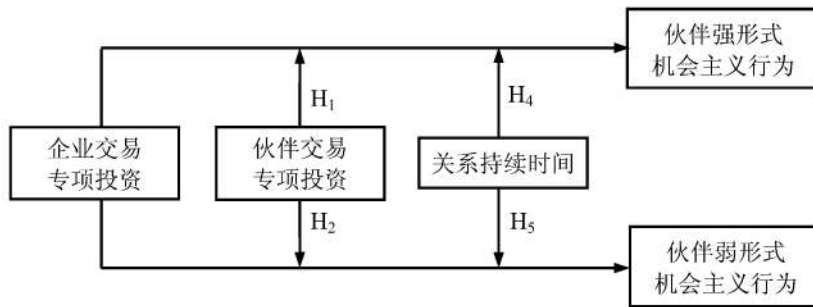 伙伴强形式
机会主义行为
H₁
H₄
企业交易
专项投资
伙伴交易
专项投资
关系持续时间
H₂
H₅
伙伴弱形式
机会主义行为